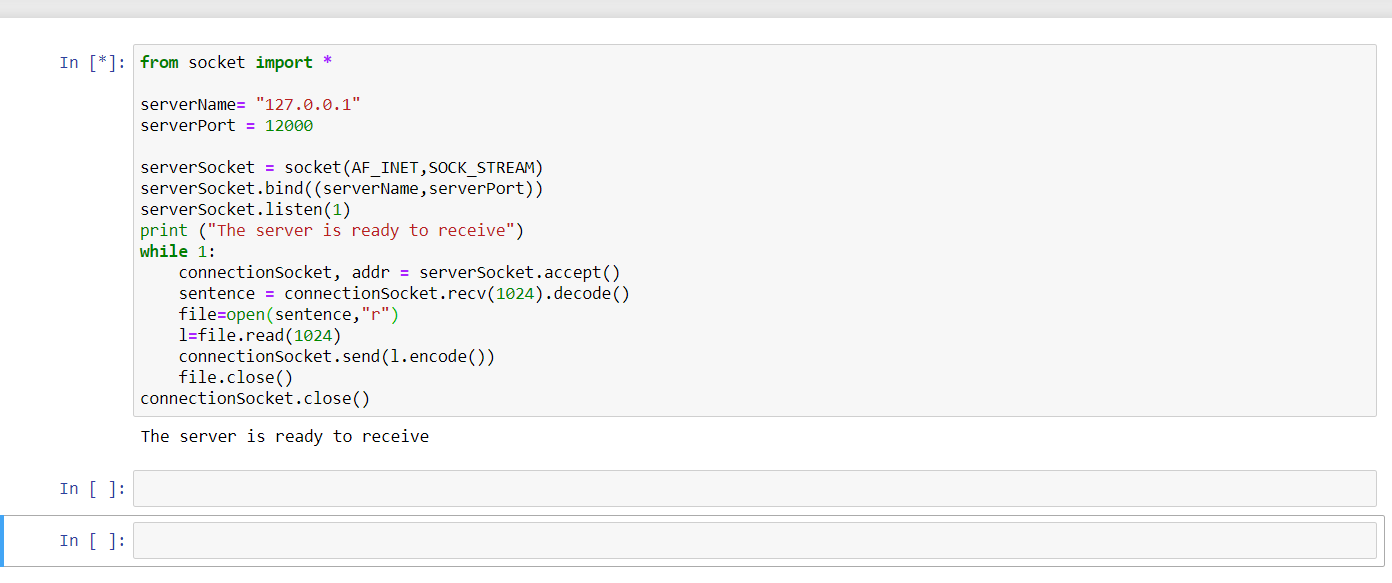 In [*]: from socket import *
serverName= "127.0.0.1"
serverPort = 12000
serverSocket = socket(AF_INET,SOCK_STREAM)
serverSocket.bind((serverName,serverPort))
serverSocket.listen(1)
print ("The server is ready to receive")
while 1:
    connectionSocket, addr = serverSocket.accept()
    sentence = connectionSocket.recv(1024).decode()
    file=open(sentence,"r")
    l=file.read(1024)
    connectionSocket.send(l.encode())
    file.close()
connectionSocket.close()
The server is ready to receive
In [ ]:
In [ ]: